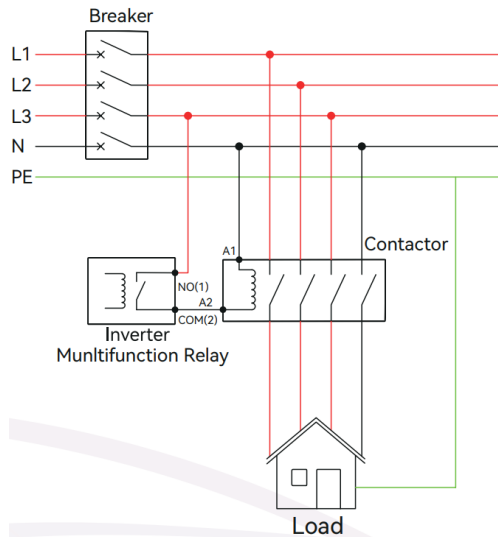 Breaker
L1
L2
L3
N
PE
A1
Contactor
NO(1)
A2
COM(2)
Inverter
Munltifunction Relay
Load